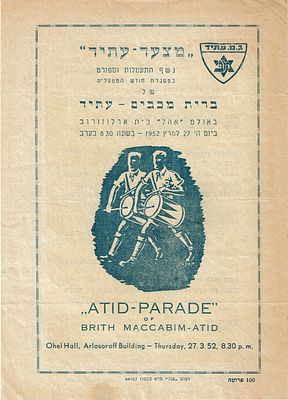 ג.מ. עתיד
"מצעד-עתיד"
נשף התעמלות וספורט
במסגרת חודש המפעלים
של
ברית מכבים - עתיד
באולם "אהל" בית ארלוזורוב
ביום ה' 27 למרץ 1952 - בשעה 8.30 בערב
„ATID-PARADE"
OF
BRITH MACCABIM-ATID
Ohel Hall, Arlosoroff Building – Thursday, 27.3.52, 8.30 p. m.
100 פרוטה